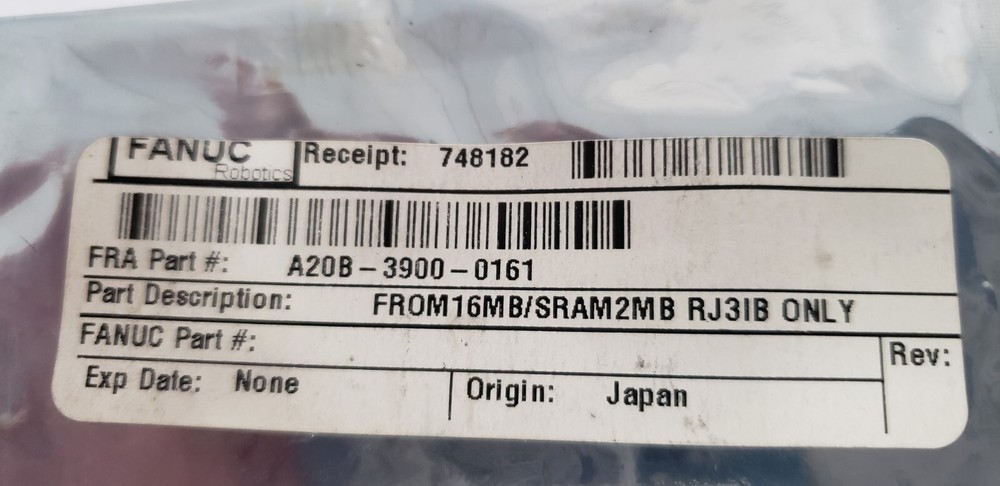 FANUC Receipt: 748182
Robotics
FRA Part #: A20B-3900-0161
Part Description: FROM16MB/SRAM2MB RJ3IB ONLY
FANUC Part #: Rev:
Exp Date: None Origin: Japan